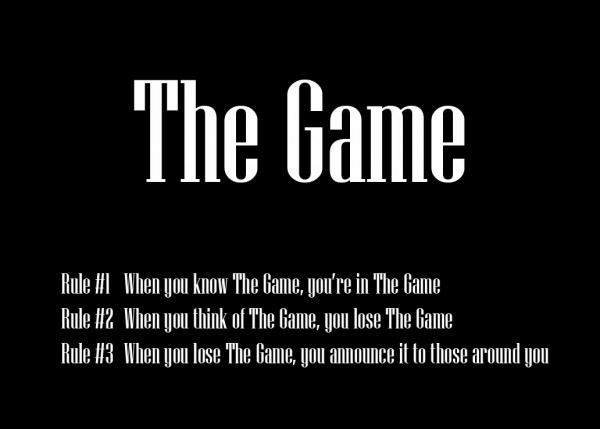 The Game
Rule #1 When you know The Game, you're in The Game
Rule #2 When you think of The Game, you lose The Game
Rule #3 When you lose The Game, you announce it to those around you